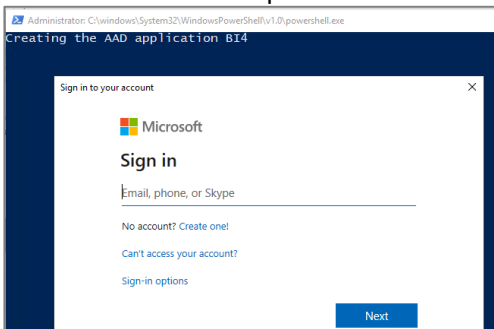 Administrator: C:\windows\System32\WindowsPowerShell\v1.0\powershell.exe
Creating the AAD application BI4
Sign in to your account
Microsoft
Sign in
Email, phone, or Skype
No account? Create one!
Can't access your account?
Sign-in options
Next